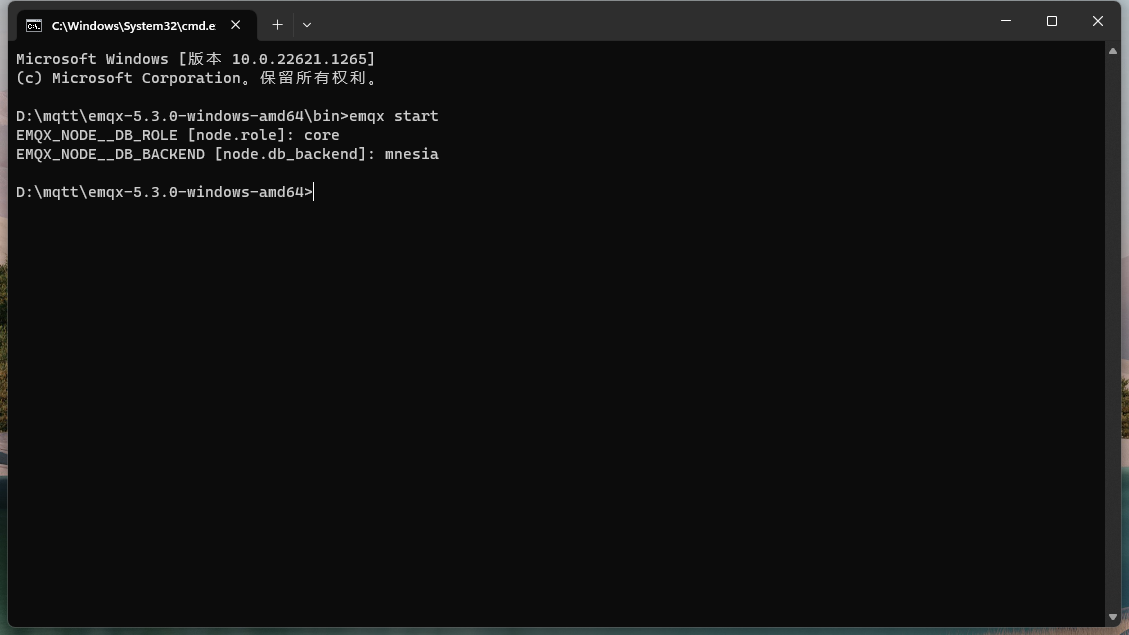 C:\Windows\System32\cmd.e
Microsoft Windows [版本 10.0.22621.1265]
(c) Microsoft Corporation。保留所有权利。
D:\mqtt\emqx-5.3.0-windows-amd64\bin>emqx start
EMQX_NODE__DB_ROLE [node.role]: core
EMQX_NODE__DB_BACKEND [node.db_backend]: mnesia
D:\mqtt\emqx-5.3.0-windows-amd64>